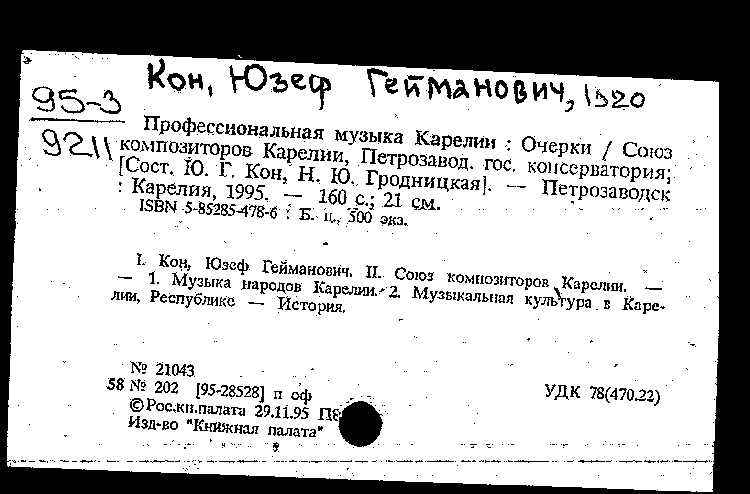 Кон, Юзеф Гейманович, 1920
95-3
9211
Профессиональная музыка Карелии : Очерки / Союз
композиторов Карелии, Петрозавод. гос. консерватория;
[Сост. Ю. Г. Кон, Н. Ю. Гродницкая]. — Петрозаводск
: Карелия, 1995. — 160 с.; 21 см.
ISBN 5-85285-478-6 : Б. ц., 500 экз.
I. Кон, Юзеф Гейманович. II. Союз композиторов Карелии. —
— 1. Музыка народов Карелии. 2. Музыкальная культура в Каре-
лии, Республике — История.
№ 21043
58 № 202 [95-28528] п оф
УДК 78(470.22)
© Рос.кн.палата 29.11.95
Изд-во "Книжная палата"